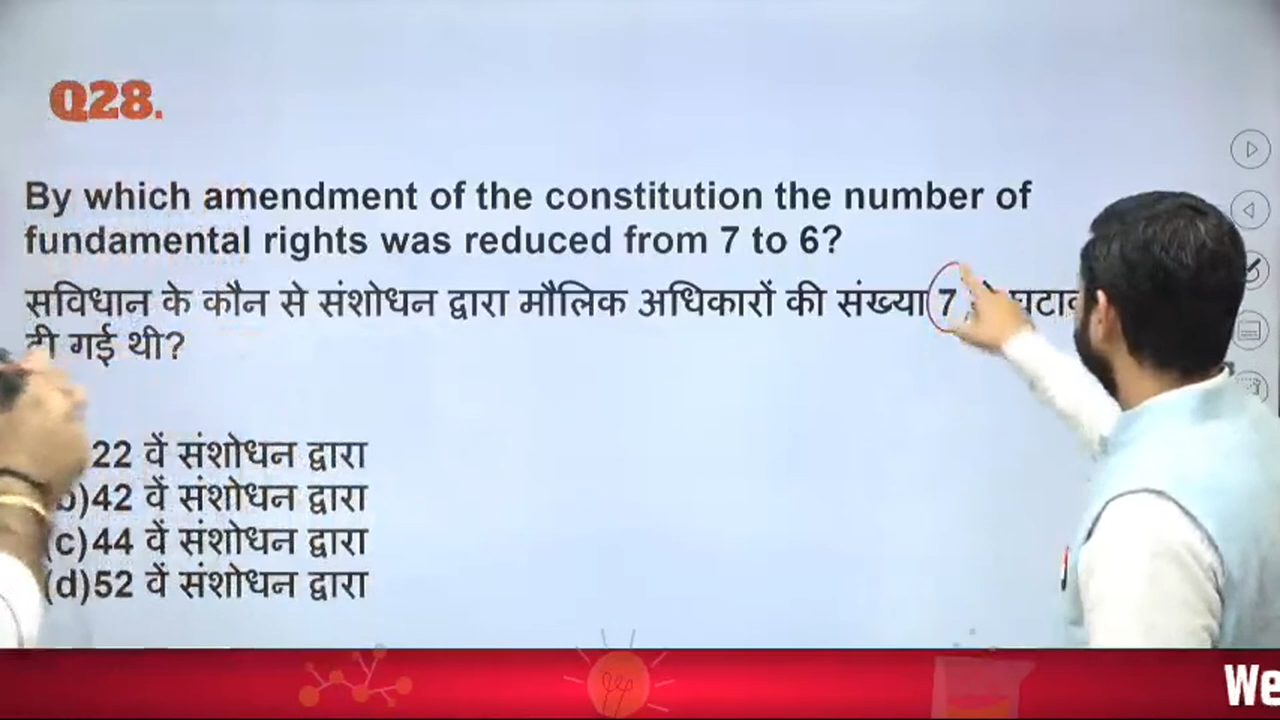 Q28.
By which amendment of the constitution the number of
fundamental rights was reduced from 7 to 6?
सविधान के कौन से संशोधन द्वारा मौलिक अधिकारों की संख्या 7
गई थी?
22 वें संशोधन द्वारा
b)42 वें संशोधन द्वारा
(c)44 वें संशोधन द्वारा
(d)52 वें संशोधन द्वारा
We